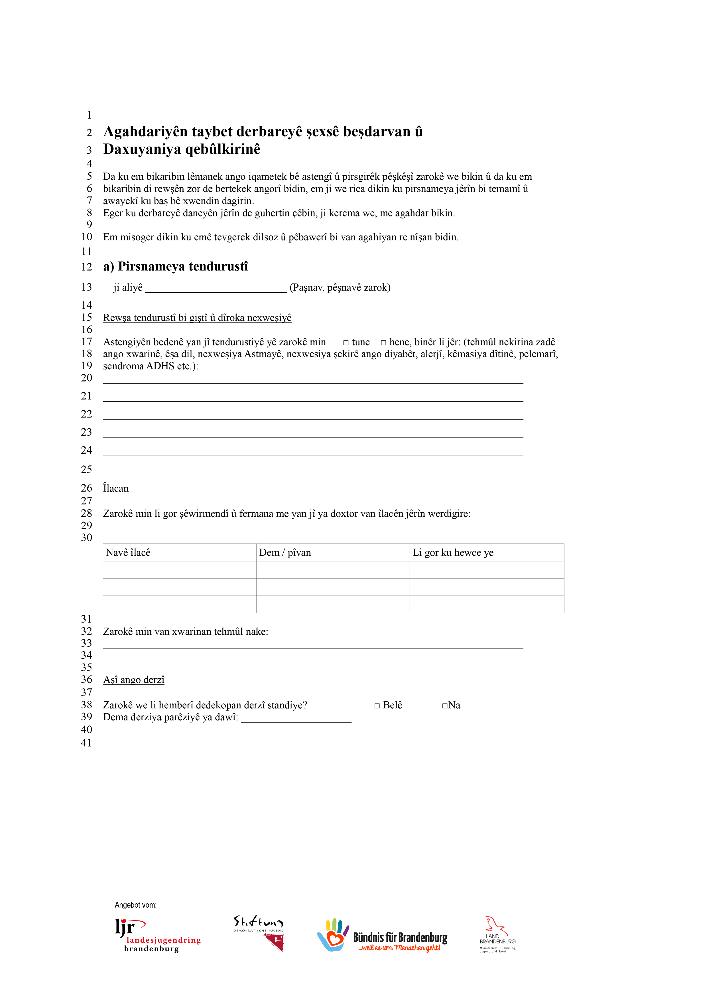 1
2 Agahdariyên taybet derbareyê şexsê beşdarvan û
3 Daxuyaniya qebûlkirinê
4
5 Da ku em bikaribin lêmanek ango iqametek bê astengî û pirsgirêk pêşkêşî zarokê we bikin û da ku em
6 bikaribin di rewşên zor de bertekek angorî bidin, em ji we rica dikin ku pirsnameya jêrîn bi temamî û
7 awayekî ku baş bê xwendin dagirin.
8 Eger ku derbareyê daneyên jêrîn de guhertin çêbin, ji kerema we, me agahdar bikin.
9
10 Em misoger dikin ku emê tevgerek dilsoz û pêbawerî bi van agahiyan re nîşan bidin.
11
12 a) Pirsnameya tendurustî
13 ji aliyê __________________________ (Paşnav, pêşnavê zarok)
14
15 Rewşa tendurustî bi giştî û dîroka nexweşiyê
16
17 Astengiyên bedenê yan jî tendurustiyê yê zarokê min □ tune □ hene, binêr li jêr: (tehmûl nekirina zadê
18 ango xwarinê, êşa dil, nexweşiya Astmayê, nexwesiya şekirê ango diyabêt, alerjî, kêmasiya dîtinê, pelemarî,
19 sendroma ADHS etc.):
20
21
22
23
24
25
26 Îlacan
27
28 Zarokê min li gor şêwirmendî û fermana me yan jî ya doxtor van îlacên jêrîn werdigire:
29
30
Navê îlacê Dem / pîvan Li gor ku hewce ye
31
32 Zarokê min van xwarinan tehmûl nake:
33
34
35
36 Aşî ango derzî
37
38 Zarokê we li hemberî dedekopan derzî standiye? □ Belê □Na
39 Dema derziya parêziyê ya dawî: ____________________
40
41
Angebot vom:
ljr
landesjugendring
brandenburg
Stiftung
DEMOKRATISCHE JUGEND
Bündnis für Brandenburg
...weil es um Menschen geht!
LAND
BRANDENBURG
Ministerium für Bildung,
Jugend und Sport